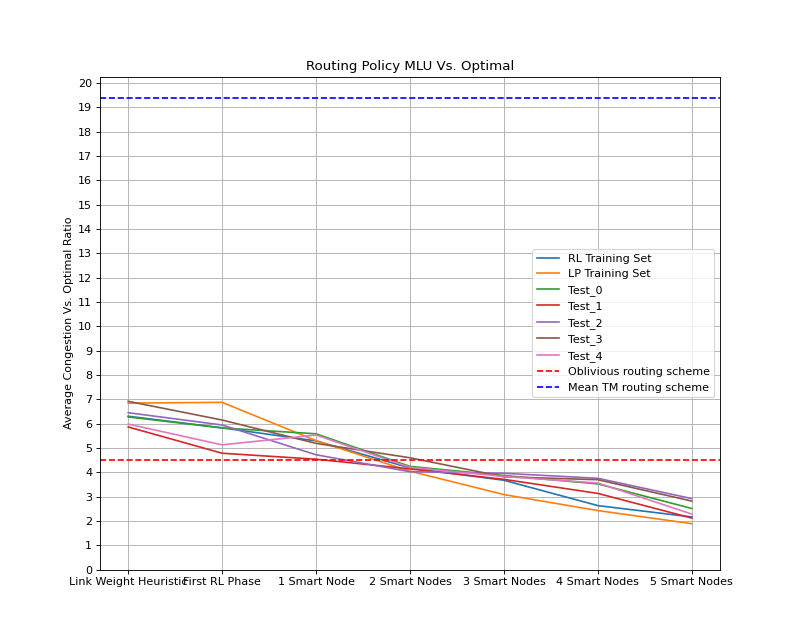 Routing Policy MLU Vs. Optimal
Average Congestion Vs. Optimal Ratio
20
19
18
17
16
15
14
13
12
11
10
9
8
7
6
5
4
3
2
1
0
RL Training Set
LP Training Set
Test_0
Test_1
Test_2
Test_3
Test_4
Oblivious routing scheme
Mean TM routing scheme
Link Weight Heuristic First RL Phase 1 Smart Node 2 Smart Nodes 3 Smart Nodes 4 Smart Nodes 5 Smart Nodes